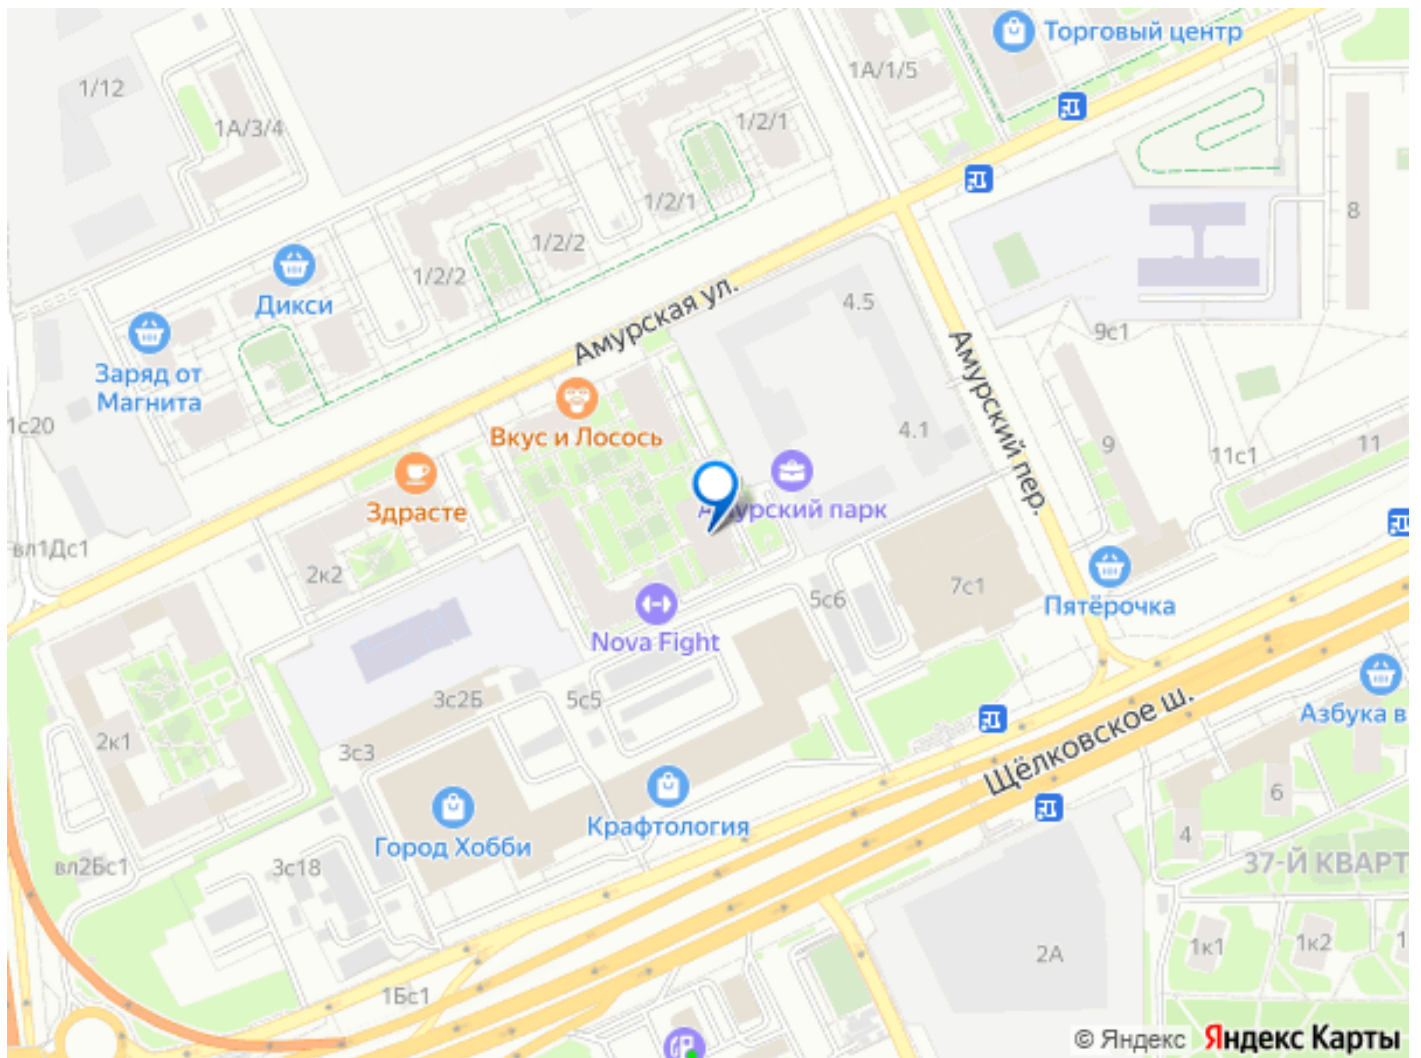 Торговый центр
1/12
1А/1/5
1А/3/4
1/2/1
1/2/1
8
1/2/2
1/2/2
Дикси
Амурская ул.
4.5
9с1
Заряд от
Магнита
Амурский пер.
1с20
Вкус и Лосось
4.1
9
11с1
11
Здрасте
Амурский парк
вл1Дс1
2к2
5с6
7с1
Пятёрочка
Nova Fight
3с2Б
5с5
Щёлковское ш.
Азбука в
2к1
3с3
6
Крафтология
4
Город Хобби
вл2Бс1
3с18
37-Й КВАРТ
1к1
1к2
1
2А
1Бс1
© Яндекс Яндекс Карты